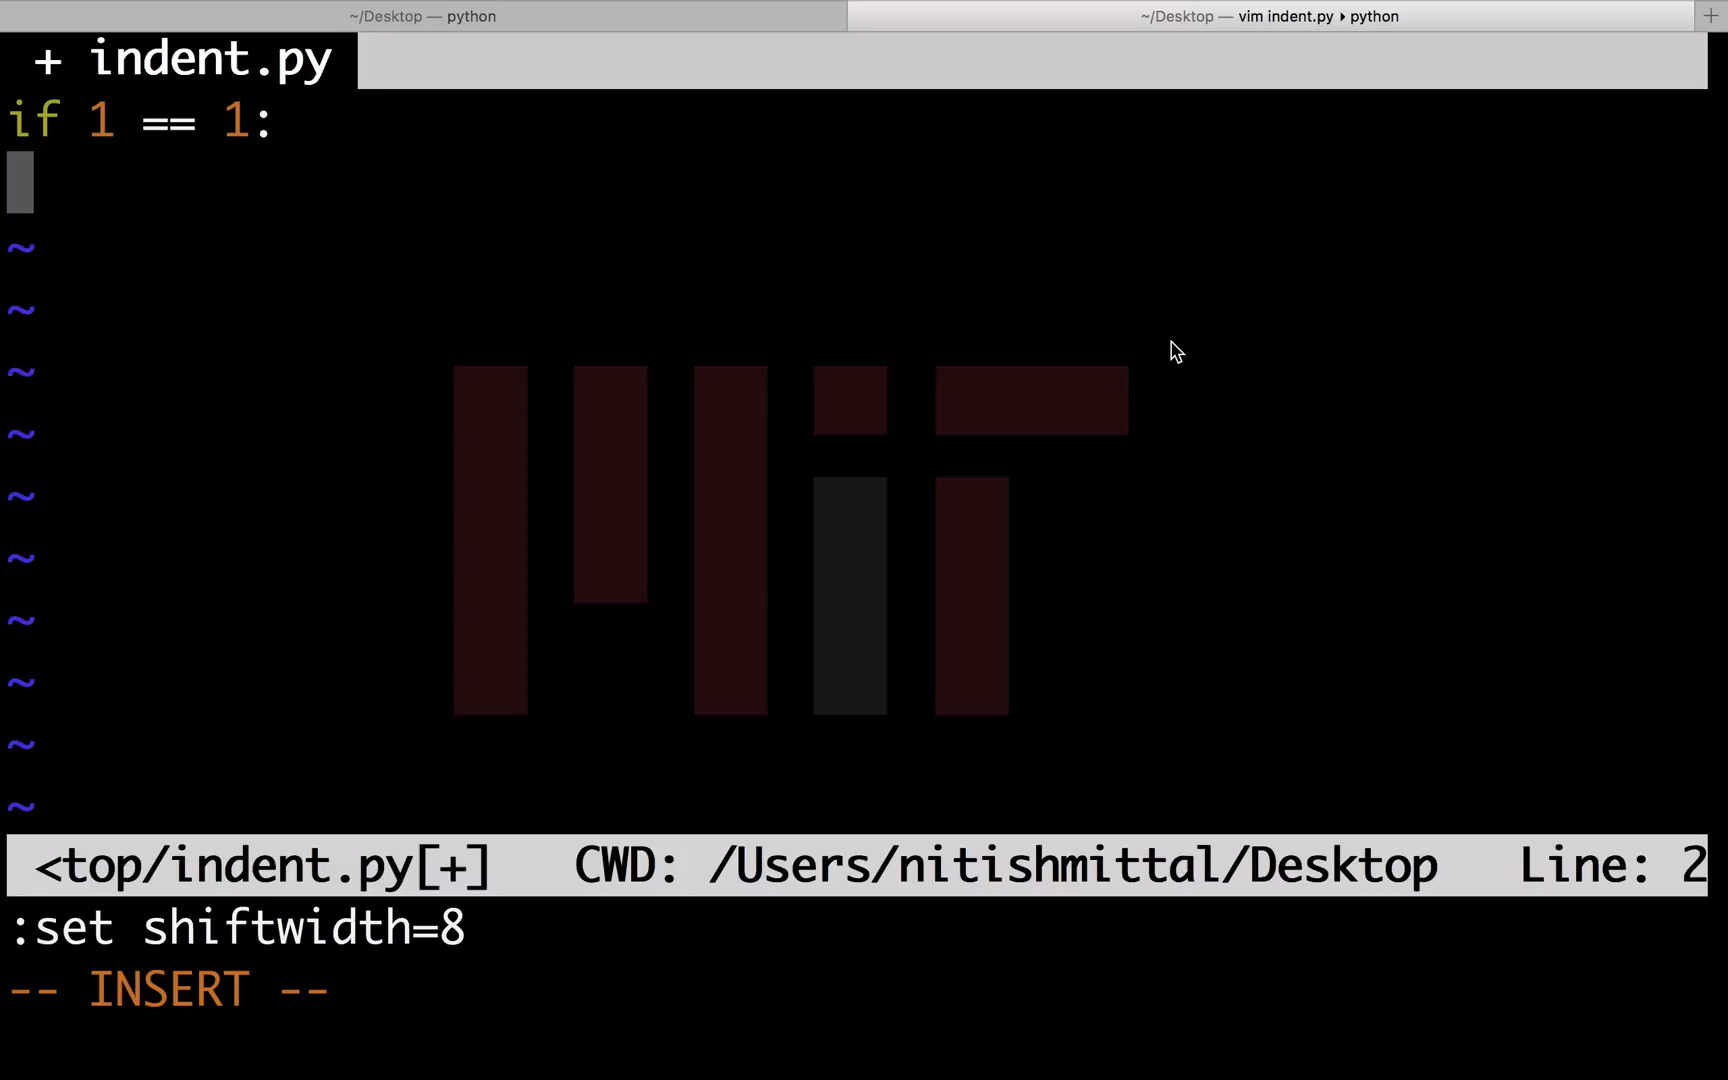 ~/Desktop — python
~/Desktop — vim indent.py ▸ python
+
+ indent.py
if 1 == 1:
~
~
~
~
~
~
~
~
~
~
<top/indent.py[+] CWD: /Users/nitishmittal/Desktop Line: 2
:set shiftwidth=8
-- INSERT --